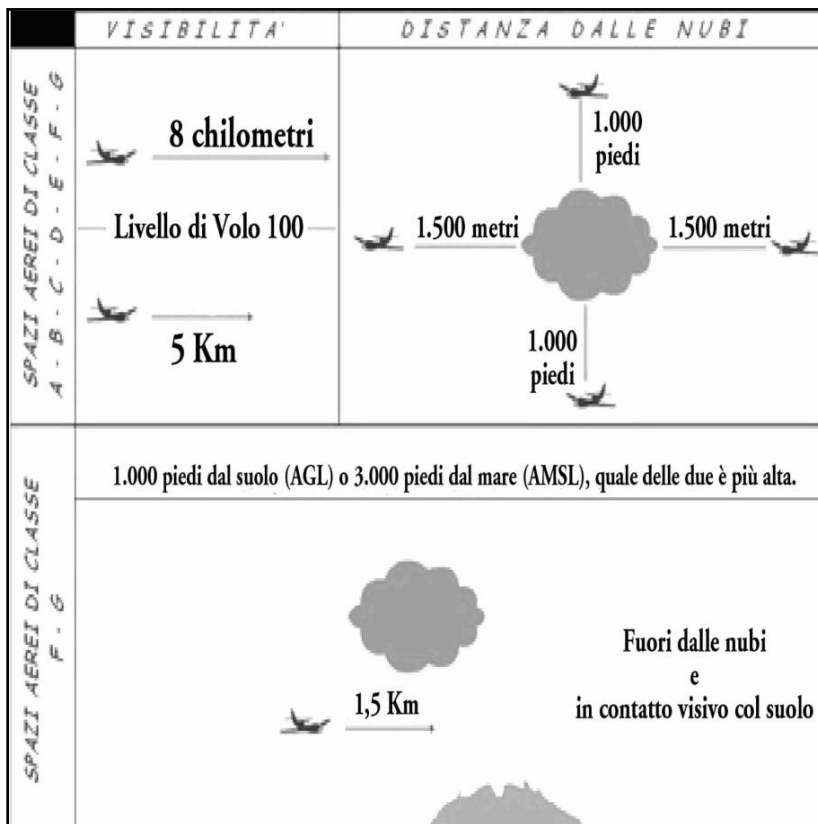 VISIBILITA'
DISTANZA DALLE NUBI
SPAZI AEREI DI CLASSE
A - B - C - D - E - F - G
8 chilometri
Livello di Volo 100
5 Km
1.000
piedi
1.500 metri
1.500 metri
1.000
piedi
SPAZI AEREI DI CLASSE
F - G
1.000 piedi dal suolo (AGL) o 3.000 piedi dal mare (AMSL), quale delle due è più alta.
1,5 Km
Fuori dalle nubi
e
in contatto visivo col suolo